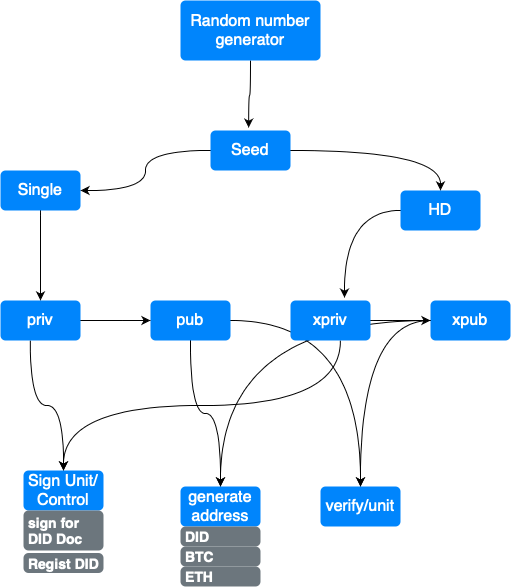 Random number
generator
Seed
Single
HD
priv
pub
xpriv
xpub
Sign Unit/
Control
sign for
DID Doc
Regist DID
generate
address
DID
BTC
ETH
verify/unit